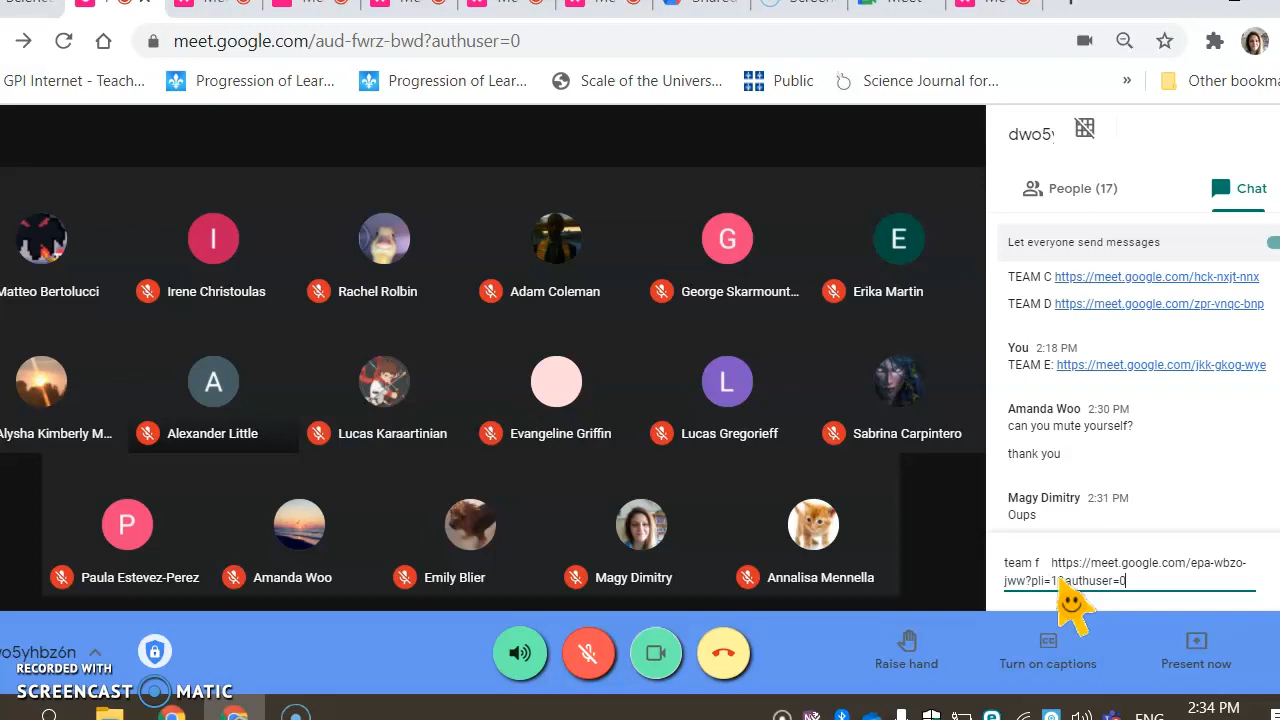 Meet
meet.google.com/aud-fwrz-bwd?authuser=0
GPI Internet - Teach... Progression of Lear... Progression of Lear... Scale of the Univers... Public Science Journal for... » Other bookma
dwo5y
People (17) Chat
Let everyone send messages
TEAM C https://meet.google.com/hck-nxjt-nnx
TEAM D https://meet.google.com/zpr-vnqc-bnp
You 2:18 PM
TEAM E: https://meet.google.com/jkk-gkog-wye
Amanda Woo 2:30 PM
can you mute yourself?
thank you
Magy Dimitry 2:31 PM
Oups
team f https://meet.google.com/epa-wbzo-
jww?pli=1&authuser=0
I G E
Matteo Bertolucci Irene Christoulas Rachel Rolbin Adam Coleman George Skarmount... Erika Martin
A L
Alysha Kimberly M... Alexander Little Lucas Karaartinian Evangeline Griffin Lucas Gregorieff Sabrina Carpintero
P
Paula Estevez-Perez Amanda Woo Emily Blier Magy Dimitry Annalisa Mennella
wo5yhbzón
Raise hand Turn on captions Present now
RECORDED WITH
SCREENCAST MATIC
ENG 2:34 PM